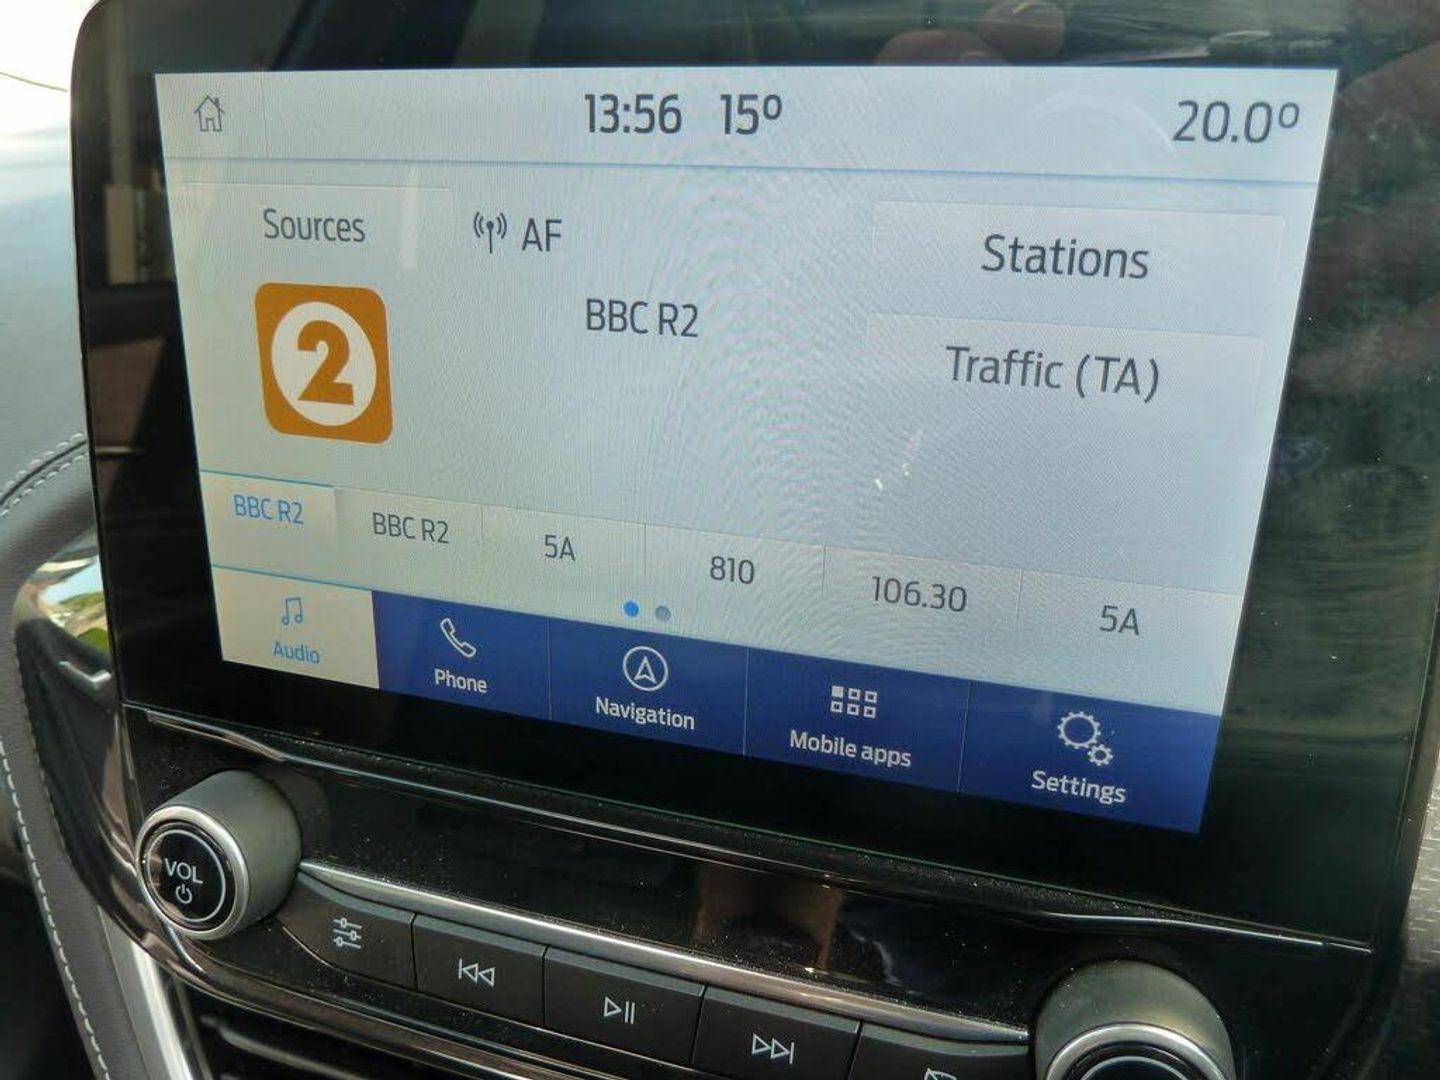 13:56 15º 20.0º
Sources
AF
Stations
BBC R2
Traffic (TA)
2
BBC R2
BBC R2
5A
810
106.30
5A
Audio
Phone
Navigation
Mobile apps
Settings
VOL